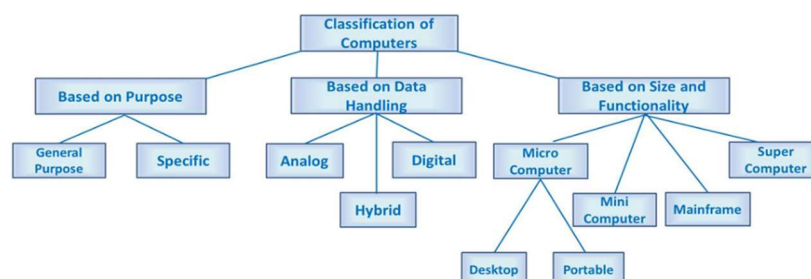 Classification of
Computers
Based on Purpose
Based on Data
Handling
Based on Size and
Functionality
General
Purpose
Specific
Analog
Digital
Hybrid
Micro
Computer
Super
Computer
Mini
Computer
Mainframe
Desktop
Portable